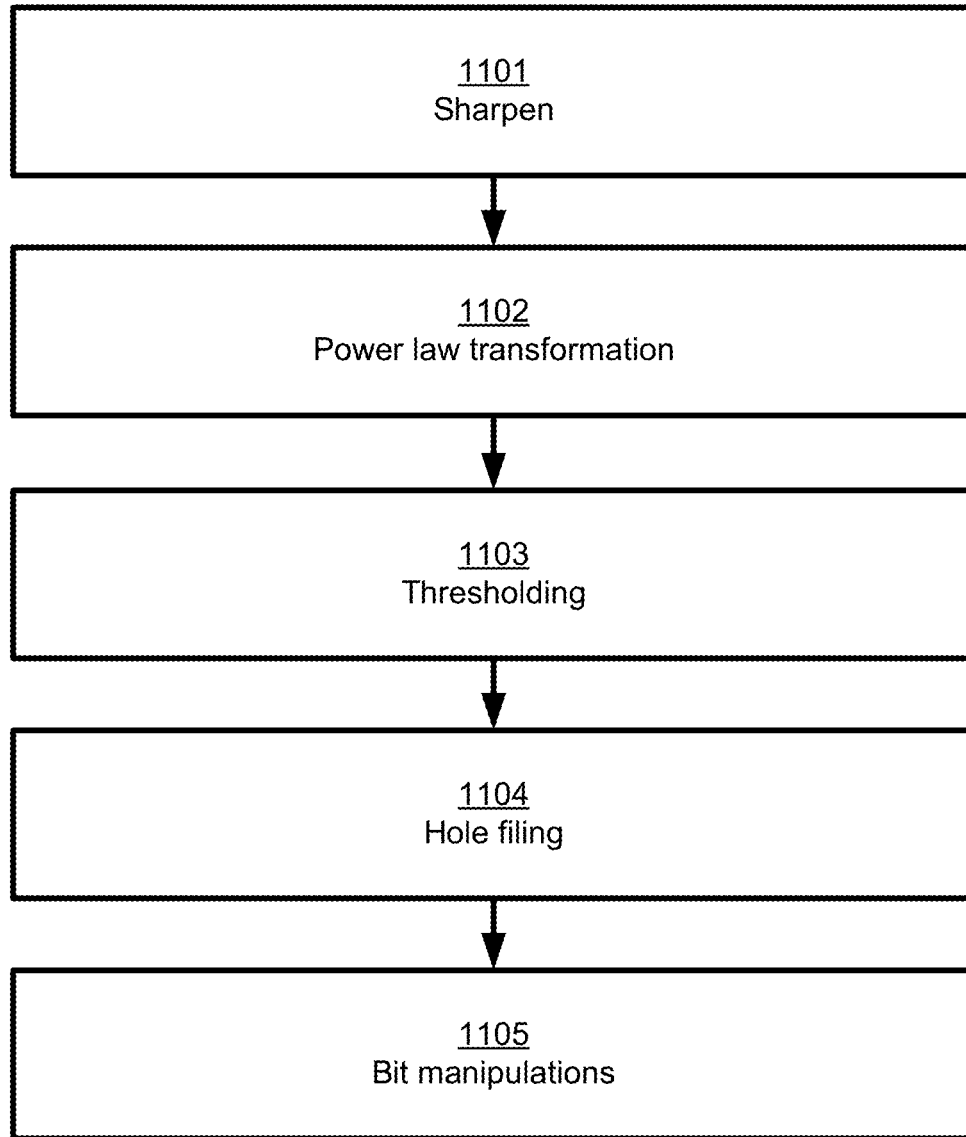 1101
Sharpen
1102
Power law transformation
1103
Thresholding
1104
Hole filing
1105
Bit manipulations